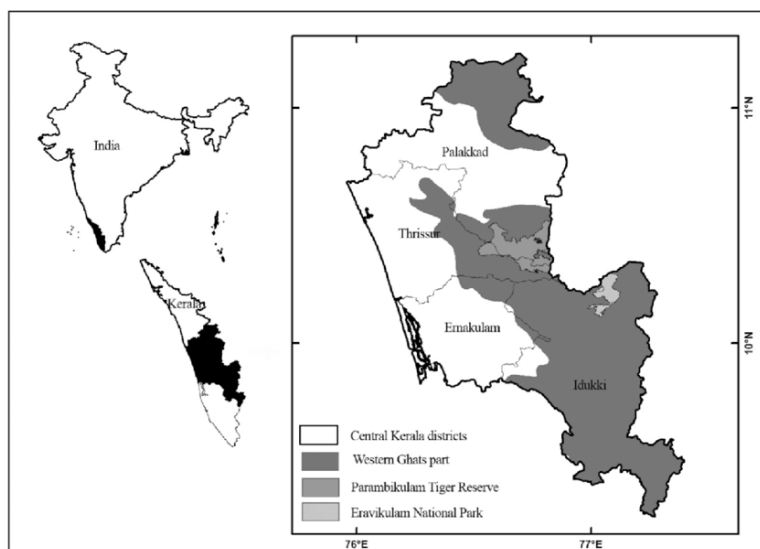 India
Kerala
Palakkad
Thrissur
Ernakulam
Idukki
Central Kerala districts
Western Ghats part
Parambikulam Tiger Reserve
Eravikulam National Park
11°N
10°N
76°E
77°E